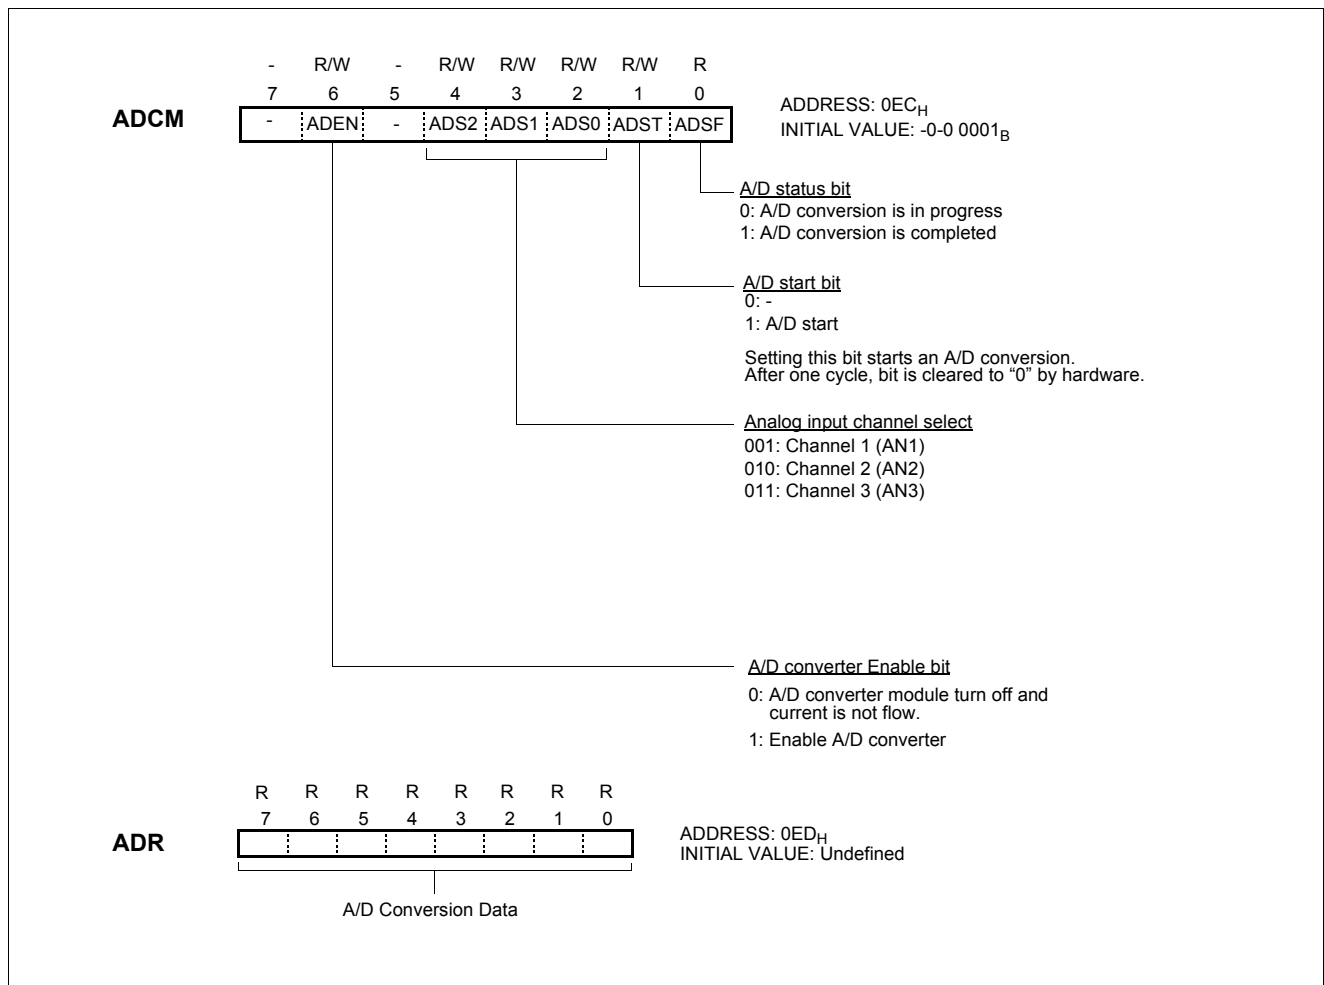 - R/W - R/W R/W R/W R/W R
7 6 5 4 3 2 1 0
ADCM
- ADEN - ADS2 ADS1 ADS0 ADST ADSF
ADDRESS: 0ECH
INITIAL VALUE: -0-0 0001B
A/D status bit
0: A/D conversion is in progress
1: A/D conversion is completed
A/D start bit
0: -
1: A/D start
Setting this bit starts an A/D conversion.
After one cycle, bit is cleared to “0” by hardware.
Analog input channel select
001: Channel 1 (AN1)
010: Channel 2 (AN2)
011: Channel 3 (AN3)
A/D converter Enable bit
0: A/D converter module turn off and
current is not flow.
1: Enable A/D converter
R R R R R R R R
7 6 5 4 3 2 1 0
ADR
ADDRESS: 0EDH
INITIAL VALUE: Undefined
A/D Conversion Data